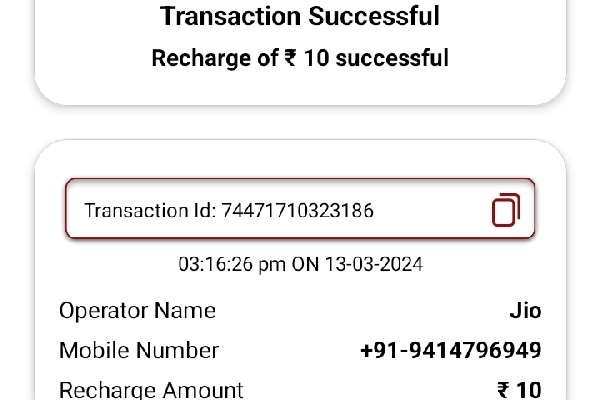 Transaction Successful
Recharge of ₹ 10 successful
Transaction Id: 74471710323186
03:16:26 pm ON 13-03-2024
Operator Name Jio
Mobile Number +91-9414796949
Recharge Amount ₹ 10